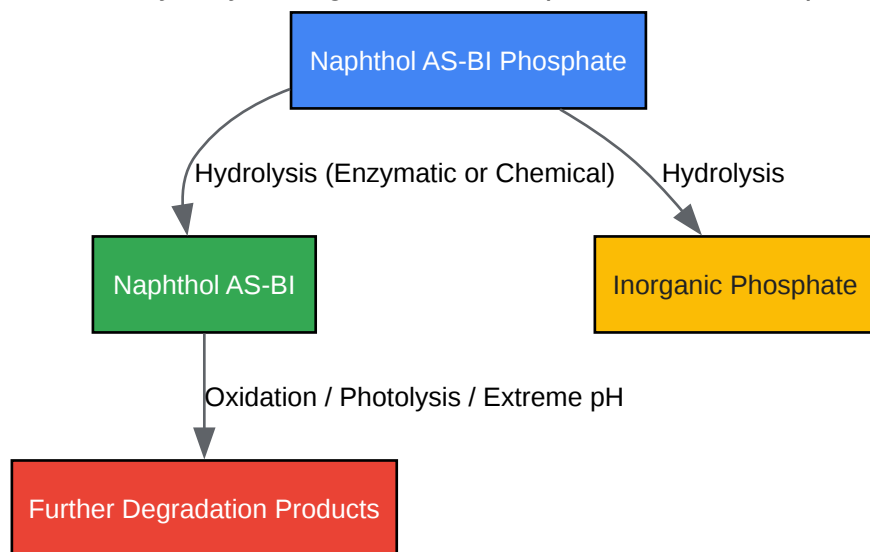 Naphthol AS-BI Phosphate
Hydrolysis (Enzymatic or Chemical)
Hydrolysis
Naphthol AS-BI
Inorganic Phosphate
Oxidation / Photolysis / Extreme pH
Further Degradation Products